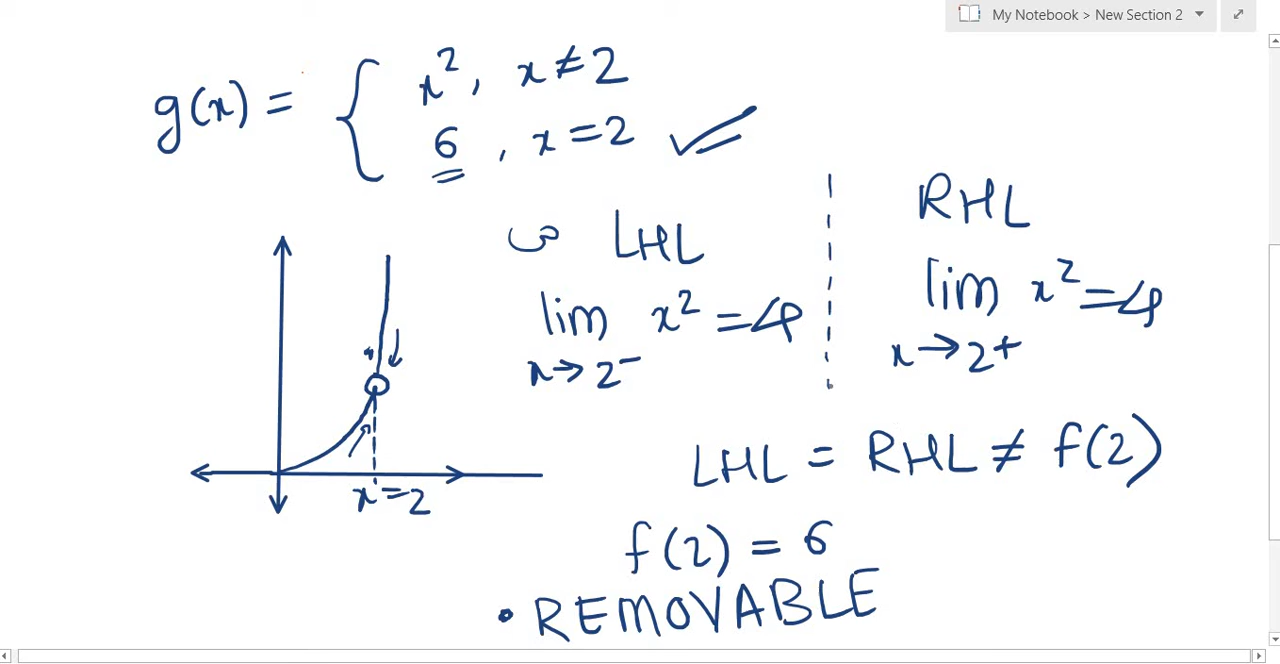 My Notebook > New Section 2
g(x) = { x², x ≠ 2
6, x = 2
LHL
lim x² = 4
x → 2⁻
RHL
lim x² = 4
x → 2⁺
x = 2
LHL = RHL ≠ f(2)
f(2) = 6
• REMOVABLE